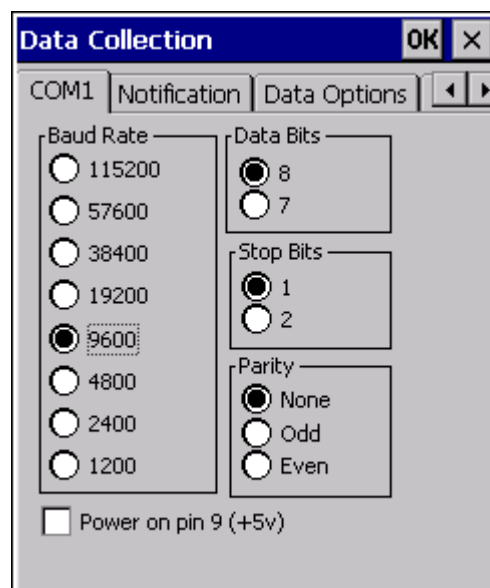 Data Collection OK ×
COM1 Notification Data Options
Baud Rate
115200
57600
38400
19200
9600
4800
2400
1200
Data Bits
8
7
Stop Bits
1
2
Parity
None
Odd
Even
Power on pin 9 (+5v)